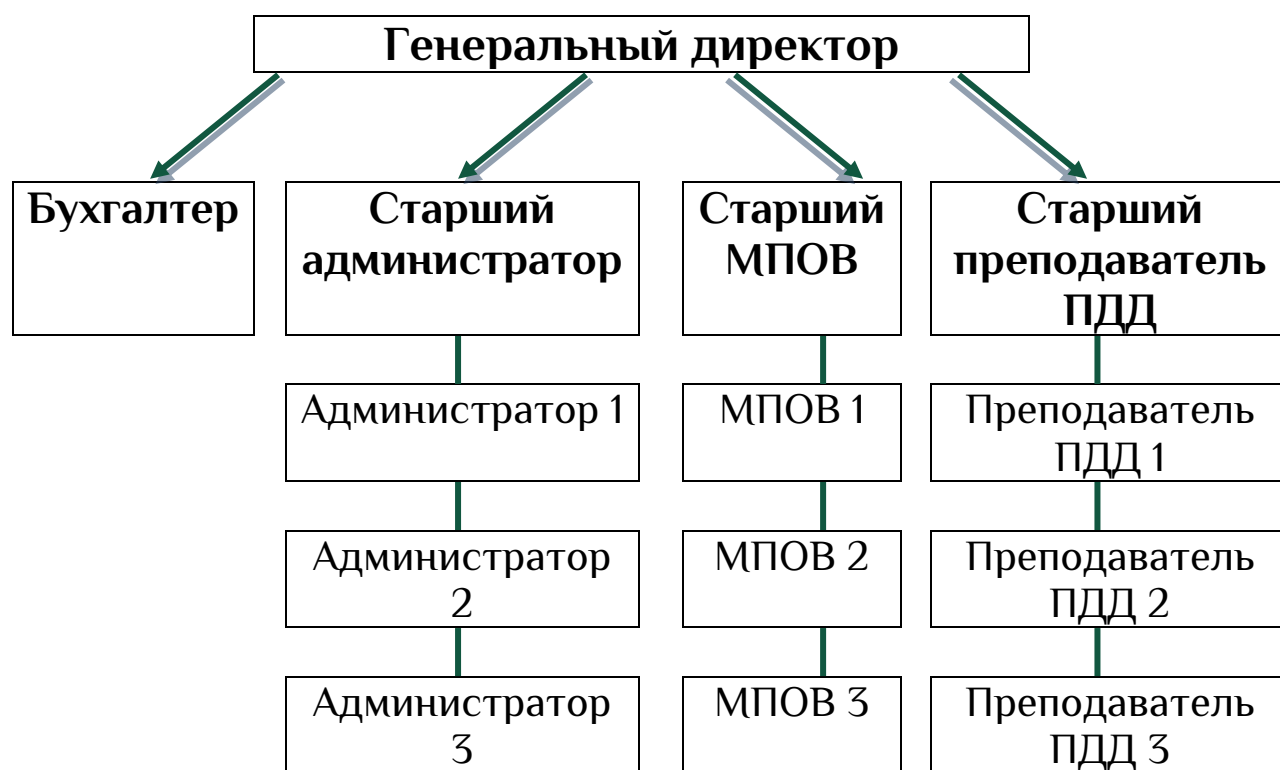 Генеральный директор
Бухгалтер
Старший
администратор
Старший
МПОВ
Старший
преподаватель
ПДД
Администратор 1
МПОВ 1
Преподаватель
ПДД 1
Администратор
2
МПОВ 2
Преподаватель
ПДД 2
Администратор
3
МПОВ 3
Преподаватель
ПДД 3